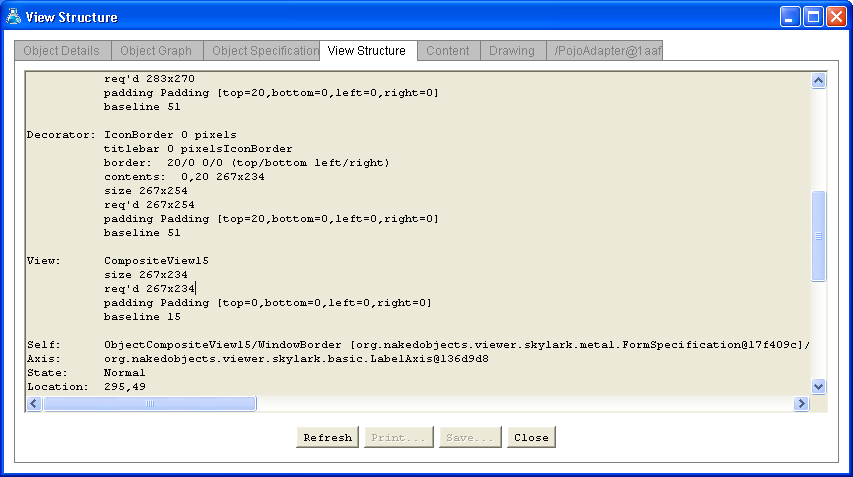 View Structure
Object Details Object Graph Object Specification View Structure Content Drawing /PojoAdapter@1aaf
req'd 283x270
padding Padding [top=20,bottom=0,left=0,right=0]
baseline 51
Decorator: IconBorder 0 pixels
titlebar 0 pixelsIconBorder
border: 20/0 0/0 (top/bottom left/right)
contents: 0,20 267x234
size 267x254
req'd 267x254
padding Padding [top=20,bottom=0,left=0,right=0]
baseline 51
View: CompositeView15
size 267x234
req'd 267x234
padding Padding [top=0,bottom=0,left=0,right=0]
baseline 15
Self: ObjectCompositeView15/WindowBorder [org.nakedobjects.viewer.skylark.metal.FormSpecification@17f409c]/
Axis: org.nakedobjects.viewer.skylark.basic.LabelAxis@136d9d8
State: Normal
Location: 295,49
Refresh Print... Save... Close